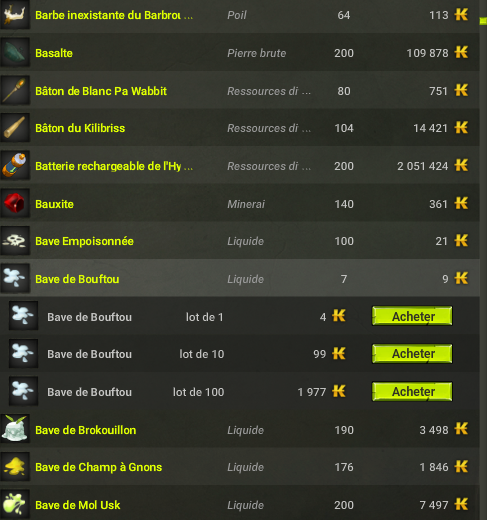 Barbe inexistante du Barbrou ... Poil 64 113
Basalte Pierre brute 200 109 878
Bâton de Blanc Pa Wabbit Ressources di ... 80 751
Bâton du Kilibriss Ressources di ... 104 14 421
Batterie rechargeable de l'Hy ... Ressources di ... 200 2 051 424
Bauxite Minerai 140 361
Bave Empoisonnée Liquide 100 21
Bave de Bouftou Liquide 7 9
Bave de Bouftou lot de 1 4 Acheter
Bave de Bouftou lot de 10 99 Acheter
Bave de Bouftou lot de 100 1 977 Acheter
Bave de Brokouillon Liquide 190 3 498
Bave de Champ à Gnons Liquide 176 1 846
Bave de Mol Usk Liquide 200 7 497